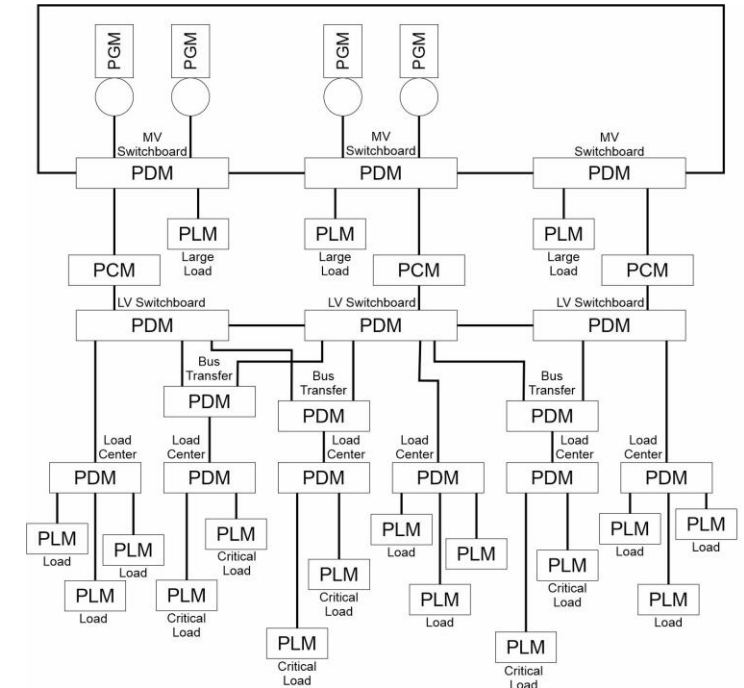 PGM
PGM
PGM
PGM
MV
Switchboard
MV
Switchboard
MV
Switchboard
PDM
PDM
PDM
PLM
PLM
PLM
Large
Load
Large
Load
Large
Load
PCM
PCM
PCM
LV Switchboard
LV Switchboard
LV Switchboard
PDM
PDM
PDM
Bus
Transfer
Bus
Transfer
Bus
Transfer
PDM
PDM
PDM
Load
Center
Load
Center
Load
Center
Load
Center
Load
Center
Load
Center
PDM
PDM
PDM
PDM
PDM
PDM
PLM
Load
PLM
Load
PLM
Load
PLM
Critical
Load
PLM
Critical
Load
PLM
Critical
Load
PLM
Critical
Load
PLM
Load
PLM
PLM
Load
PLM
Critical
Load
PLM
Critical
Load
PLM
Load
PLM
Load
PLM
Load